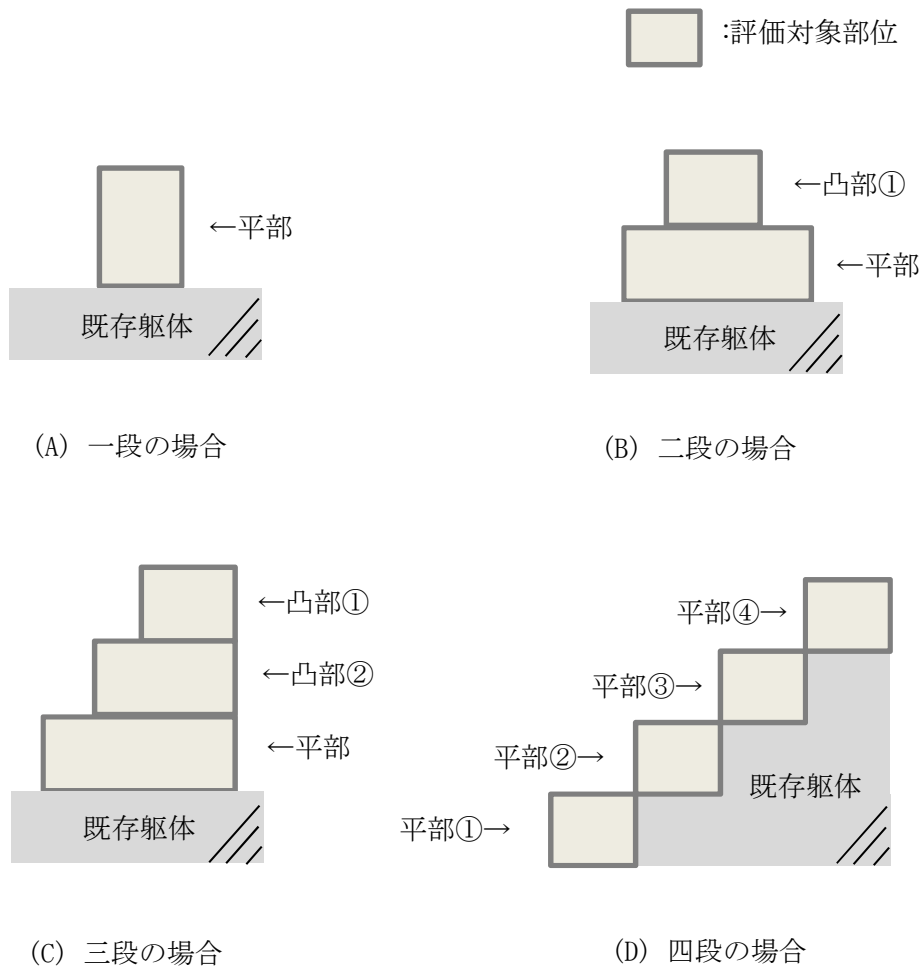 :評価対象部位
←平部
既存躯体
(A) 一段の場合
←凸部①
←平部
既存躯体
(B) 二段の場合
←凸部①
←凸部②
←平部
既存躯体
(C) 三段の場合
平部④→
平部③→
平部②→
平部①→
既存躯体
(D) 四段の場合